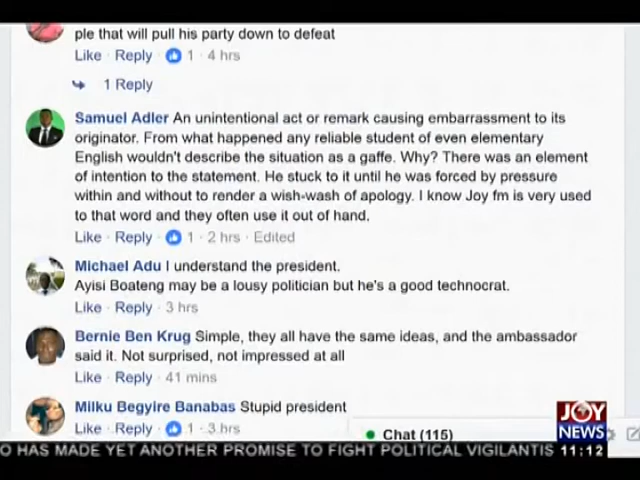 ple that will pull his party down to defeat
Like · Reply · 1 · 4 hrs
1 Reply
Samuel Adler An unintentional act or remark causing embarrassment to its
originator. From what happened any reliable student of even elementary
English wouldn't describe the situation as a gaffe. Why? There was an element
of intention to the statement. He stuck to it until he was forced by pressure
within and without to render a wish-wash of apology. I know Joy fm is very used
to that word and they often use it out of hand.
Like · Reply · 1 · 2 hrs · Edited
Michael Adu I understand the president.
Ayisi Boateng may be a lousy politician but he's a good technocrat.
Like · Reply · 3 hrs
Bernie Ben Krug Simple, they all have the same ideas, and the ambassador
said it. Not surprised, not impressed at all
Like · Reply · 41 mins
Milku Begyire Banabas Stupid president
Like · Reply · 1 · 3 hrs
Chat (115)
JOY
NEWS
O HAS MADE YET ANOTHER PROMISE TO FIGHT POLITICAL VIGILANTIS
11:12